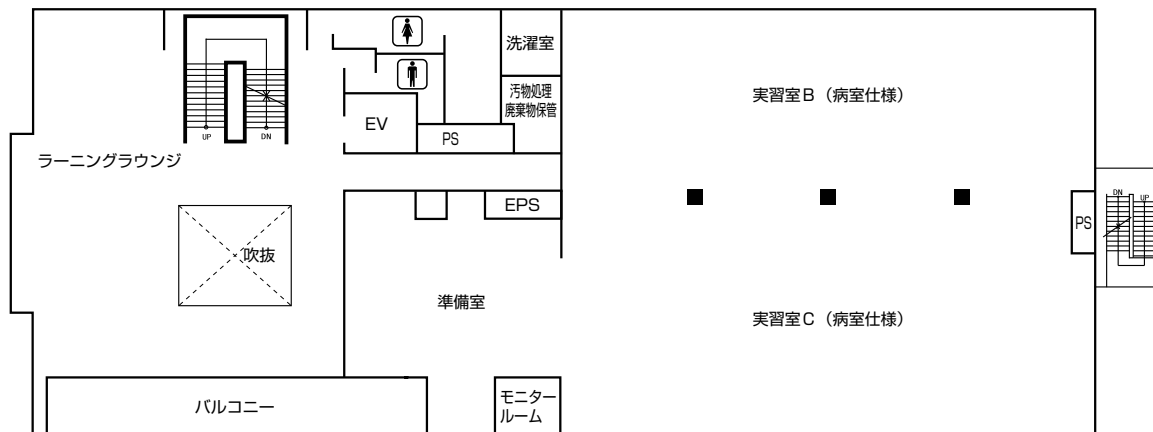 洗濯室
汚物処理
廃棄物保管
実習室B（病室仕様）
EV
PS
UP
DN
ラーニングラウンジ
EPS
DN
UP
PS
吹抜
準備室
実習室C（病室仕様）
バルコニー
モニター
ルーム